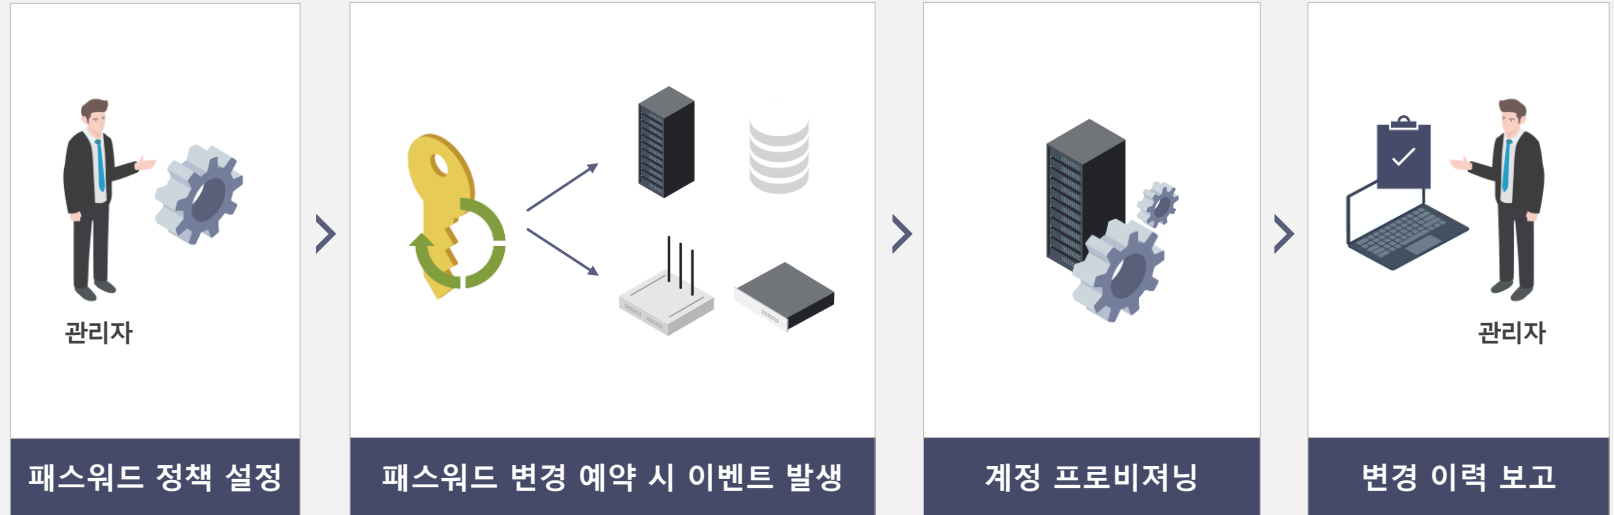 관리자
패스워드 정책 설정
패스워드 변경 예약 시 이벤트 발생
계정 프로비져닝
관리자
변경 이력 보고